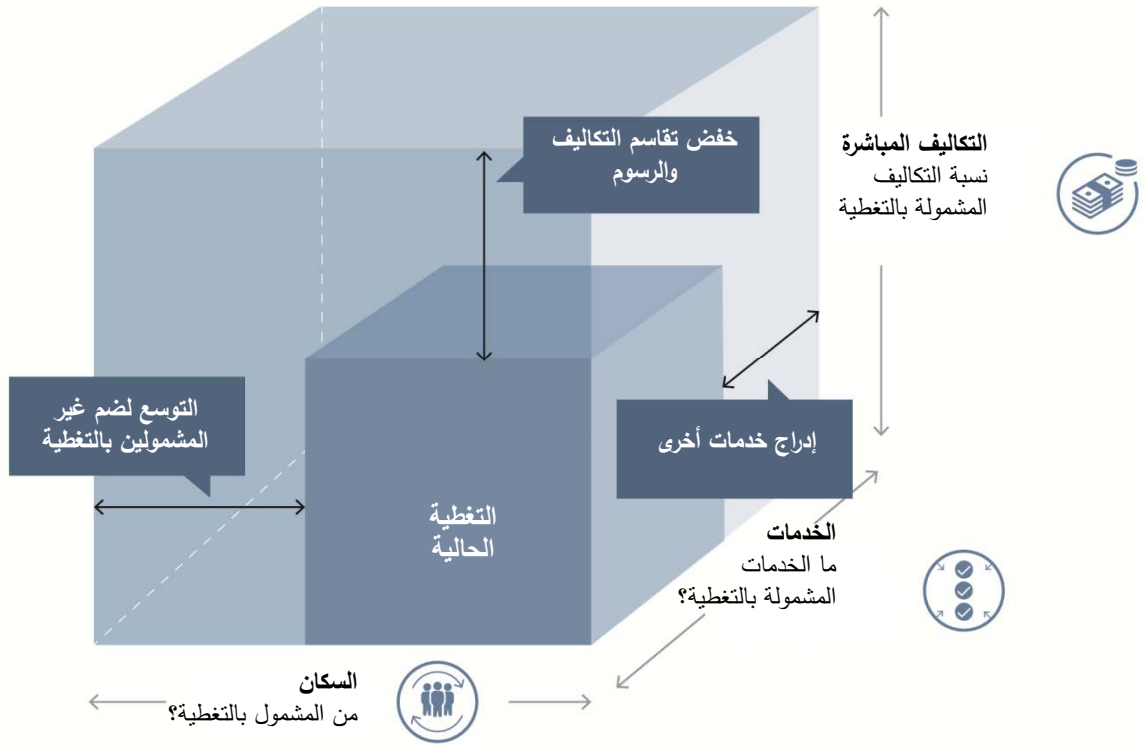 خفض تقاسم التكاليف
والرسوم
التكاليف المباشرة
نسبة التكاليف
المشمولة بالتغطية
التوسع لضم غير
المشمولين بالتغطية
إدراج خدمات أخرى
التغطية
الحالية
الخدمات
ما الخدمات
المشمولة بالتغطية؟
السكان
من المشمول بالتغطية؟